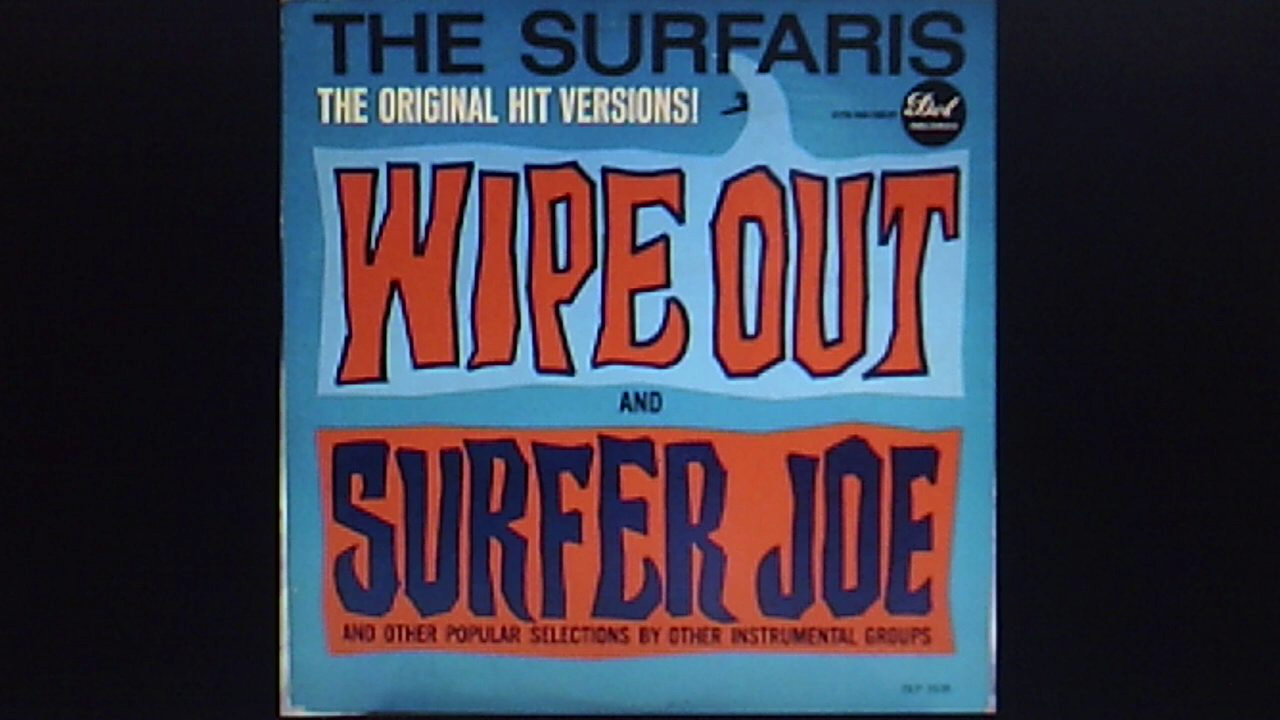 THE SURFARIS
THE ORIGINAL HIT VERSIONS!
Dot
WIPE OUT
AND
SURFER JOE
AND OTHER POPULAR SELECTIONS BY OTHER INSTRUMENTAL GROUPS